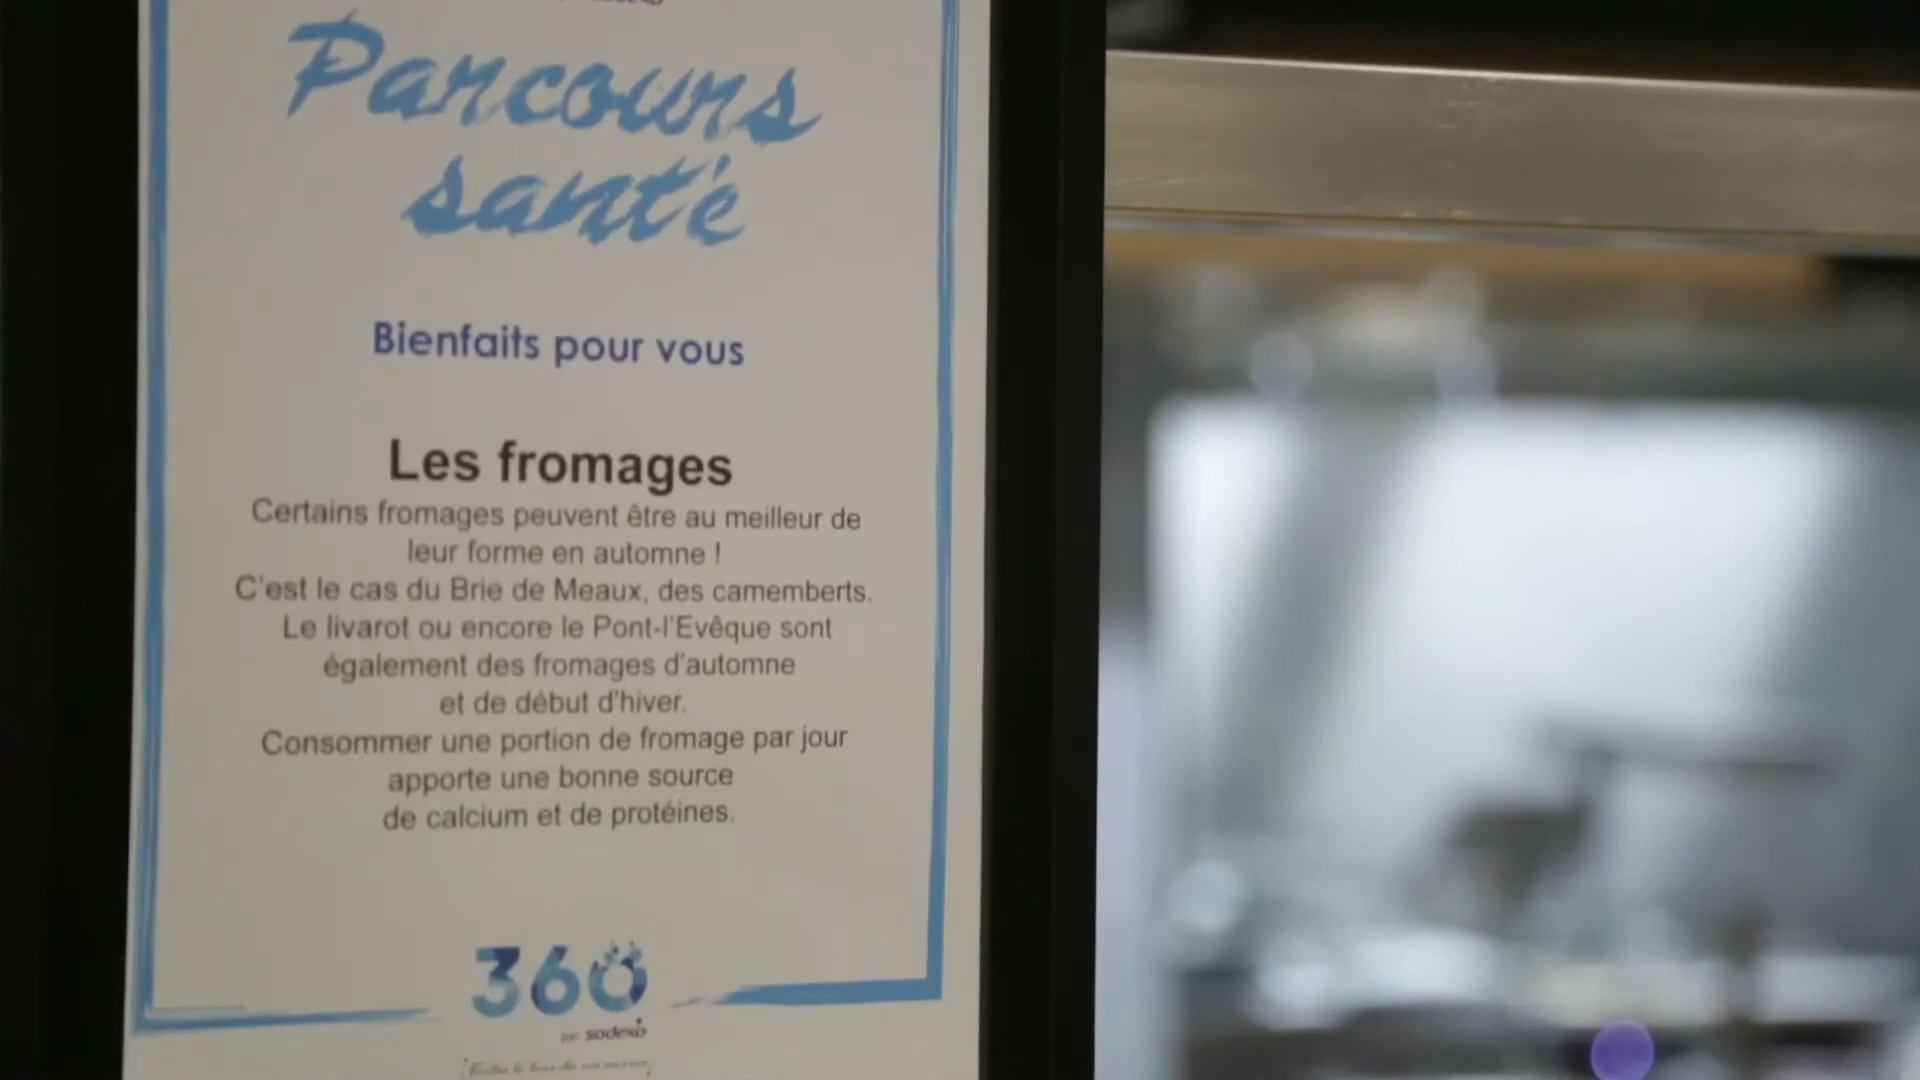 Parcours
santé
Bienfaits pour vous
Les fromages
Certains fromages peuvent être au meilleur de
leur forme en automne !
C'est le cas du Brie de Meaux, des camemberts.
Le livarot ou encore le Pont-l'Evêque sont
également des fromages d'automne
et de début d'hiver.
Consommer une portion de fromage par jour
apporte une bonne source
de calcium et de protéines.
360
par sodexo